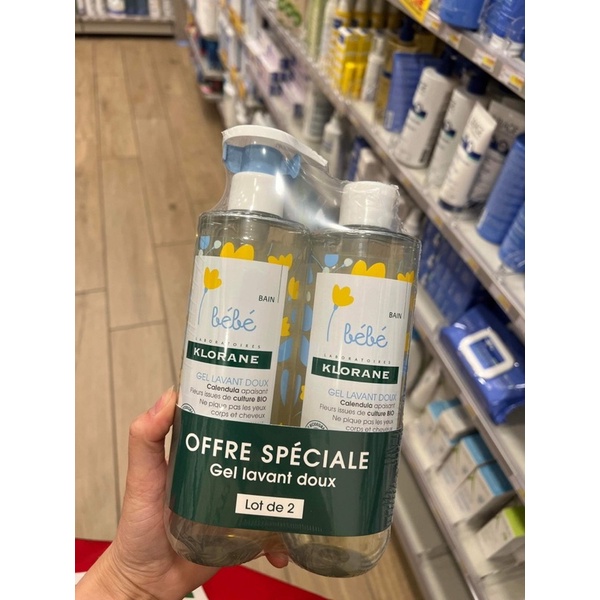 BAIN
bébé
LABORATOIRES
KLORANE
GEL LAVANT DOUX
Calendula apaisant
Fleurs issues de culture BIO
Ne pique pas les yeux
corps et cheveux
BAIN
bébé
LABORATOIRES
KLORANE
GEL LAVANT DOUX
Calendula apaisant
Fleurs issues de culture BIO
Ne pique pas les yeux
corps et cheveux
OFFRE SPÉCIALE
Gel lavant doux
Lot de 2